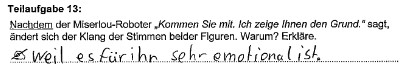 Teilaufgabe 13:
Nachdem der Miserlou-Roboter „Kommen Sie mit. Ich zeige Ihnen den Grund.“ sagt,
ändert sich der Klang der Stimmen beider Figuren. Warum? Erkläre.
✍ weil es für ihn sehr emotional ist.